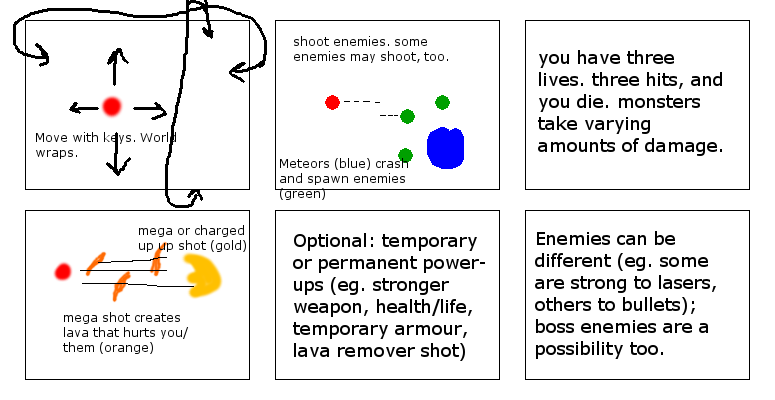 Move with keys. World
wraps.
shoot enemies. some
enemies may shoot, too.
Meteors (blue) crash
and spawn enemies
(green)
you have three
lives. three hits, and
you die. monsters
take varying
amounts of damage.
mega or charged
up up shot (gold)
mega shot creates
lava that hurts you/
them (orange)
Optional: temporary
or permanent power-
ups (eg. stronger
weapon, health/life,
temporary armour,
lava remover shot)
Enemies can be
different (eg. some
are strong to lasers,
others to bullets);
boss enemies are a
possibility too.